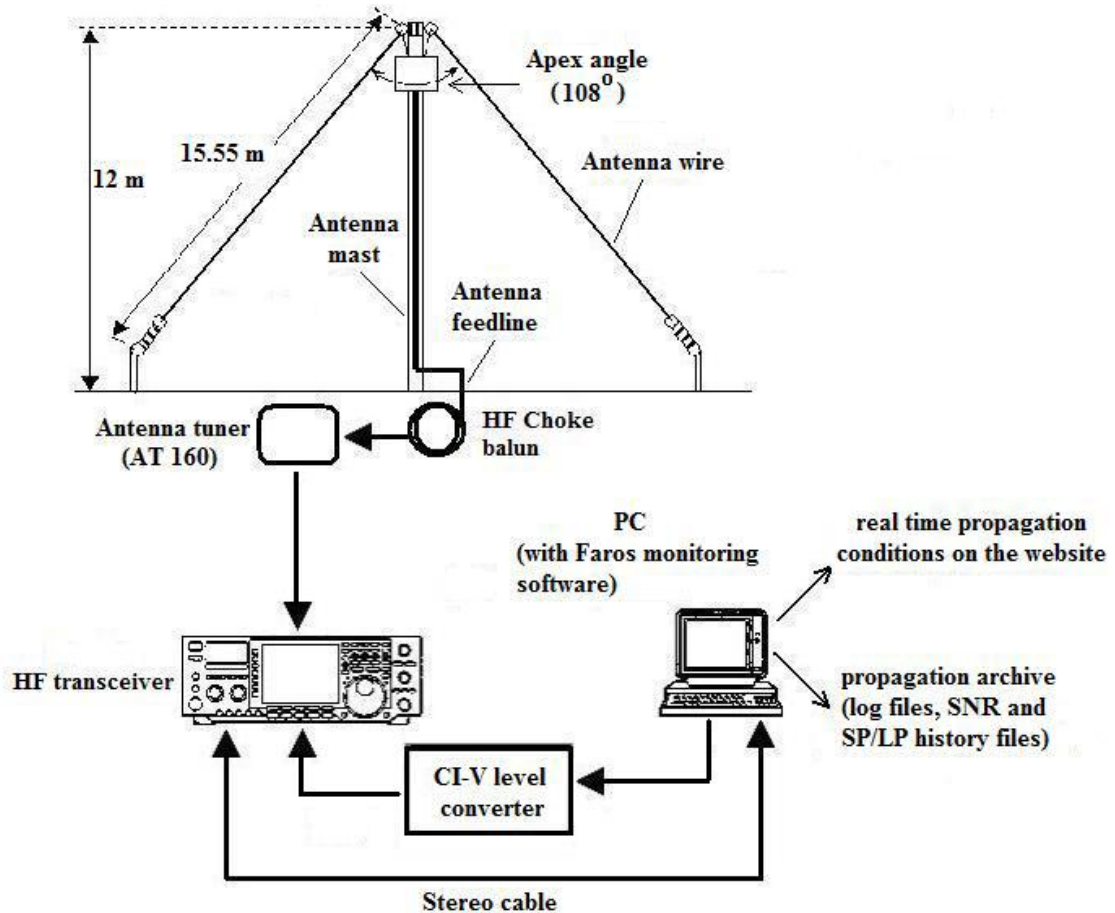 Apex angle
(108°)
15.55 m
12 m
Antenna wire
Antenna
mast
Antenna
feedline
Antenna tuner
(AT 160)
HF Choke
balun
PC
(with Faros monitoring
software)
real time propagation
conditions on the website
HF transceiver
propagation archive
(log files, SNR and
SP/LP history files)
CI-V level
converter
Stereo cable